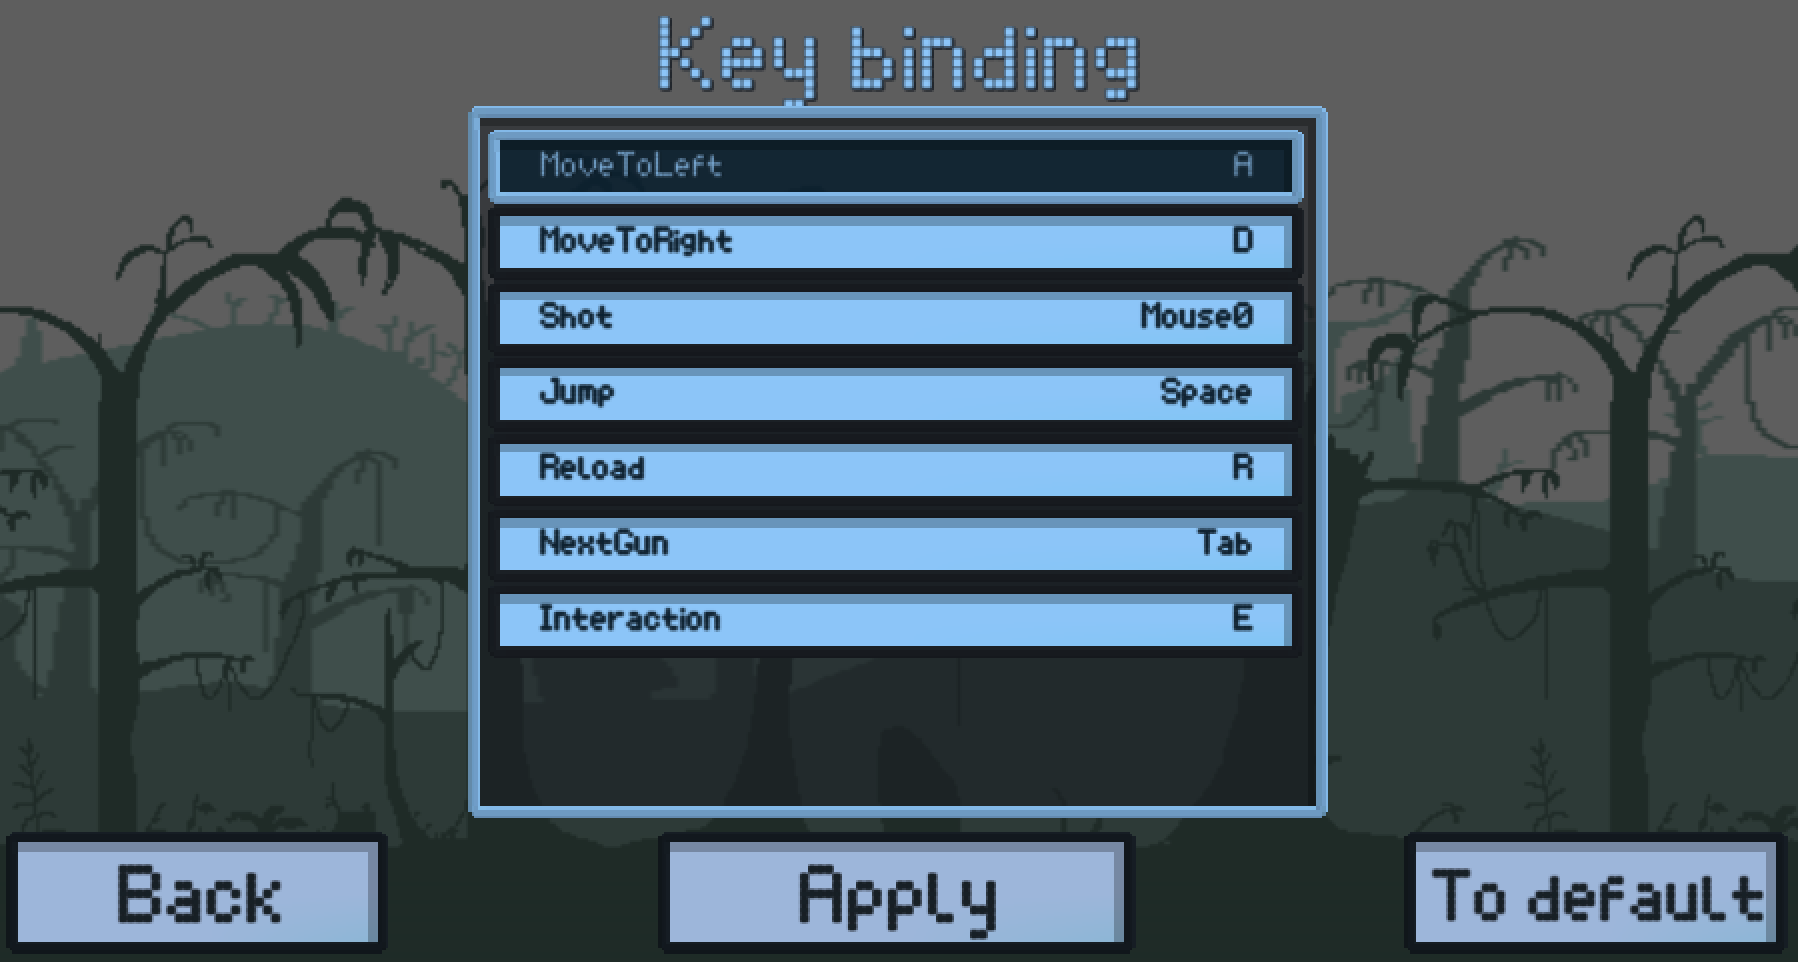 Key binding
MoveToLeft A
MoveToRight D
Shot Mouse0
Jump Space
Reload R
NextGun Tab
Interaction E
Back Apply To default